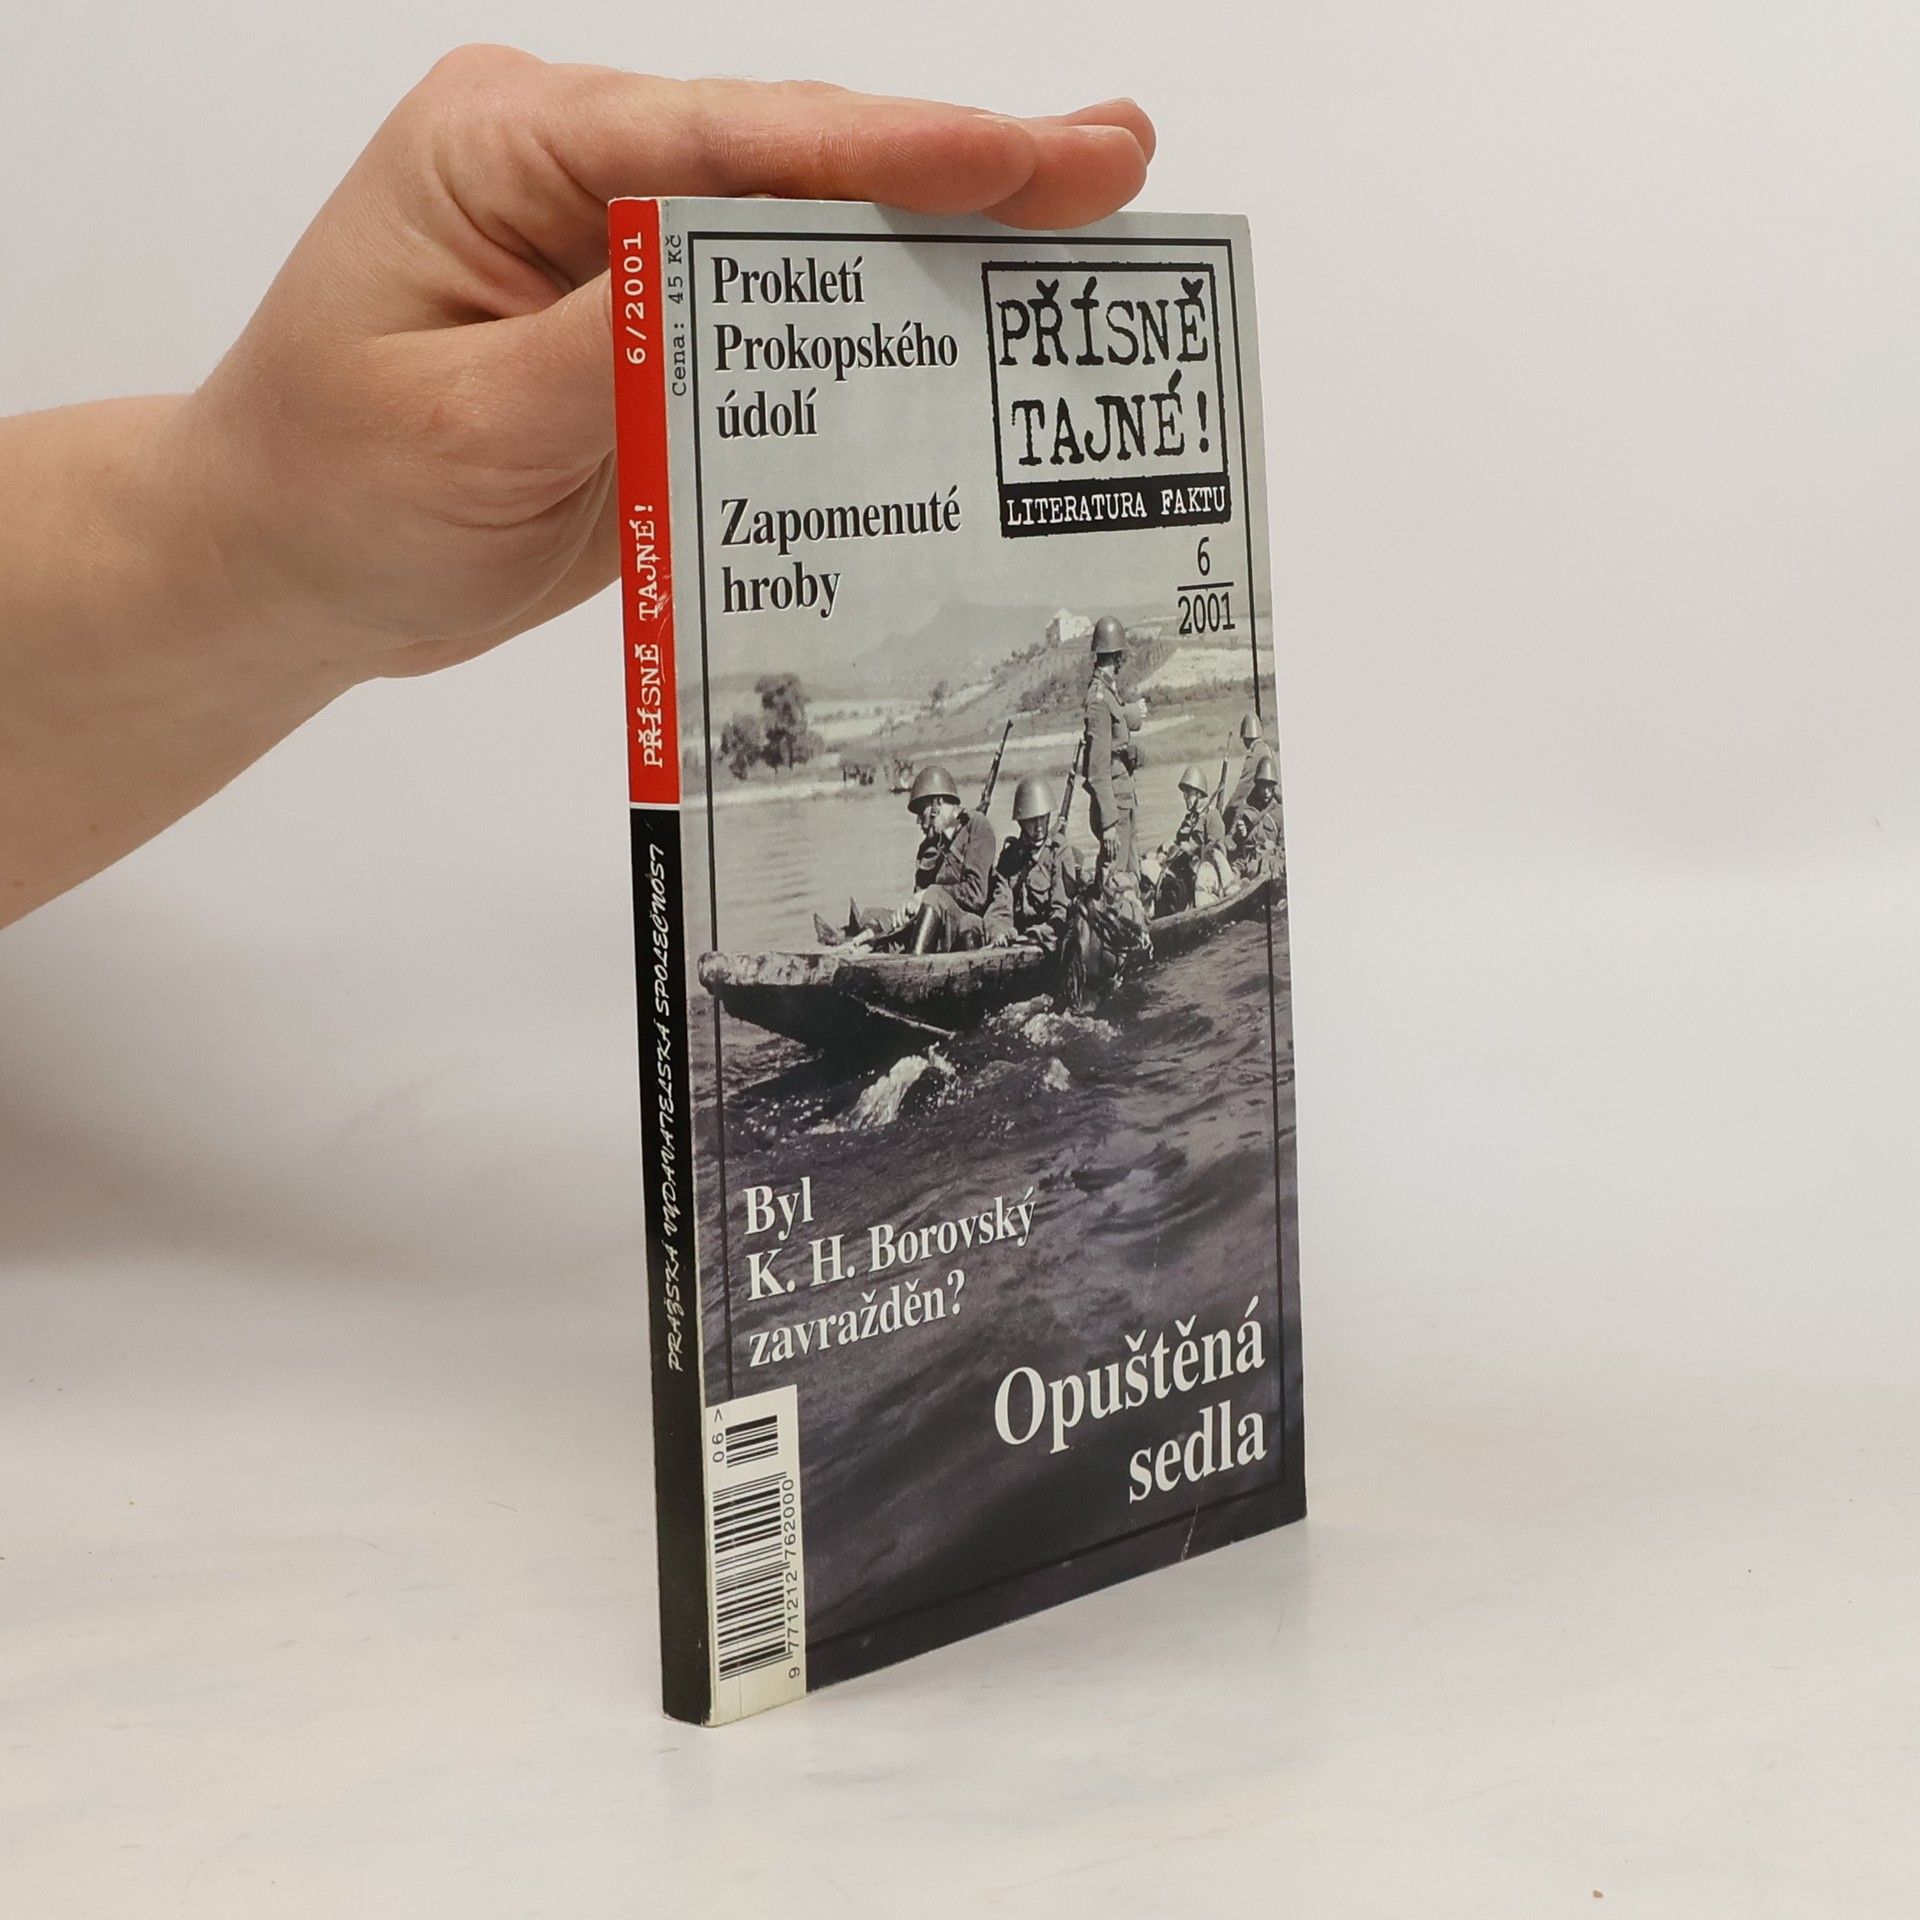 6/2001
PŘÍSNĚ TAJNÉ!
PRAŽSKÁ VYDAVATELSKÁ SPOLEČNOST
Cena: 45 Kč
Prokletí
Prokopského
údolí
Zapomenuté
hroby
PŘÍSNĚ
TAJNÉ!
LITERATURA FAKTU
6
2001
Byl
K. H. Borovský
zavražděn?
Opuštěná
sedla
06 >
9 771212 762000